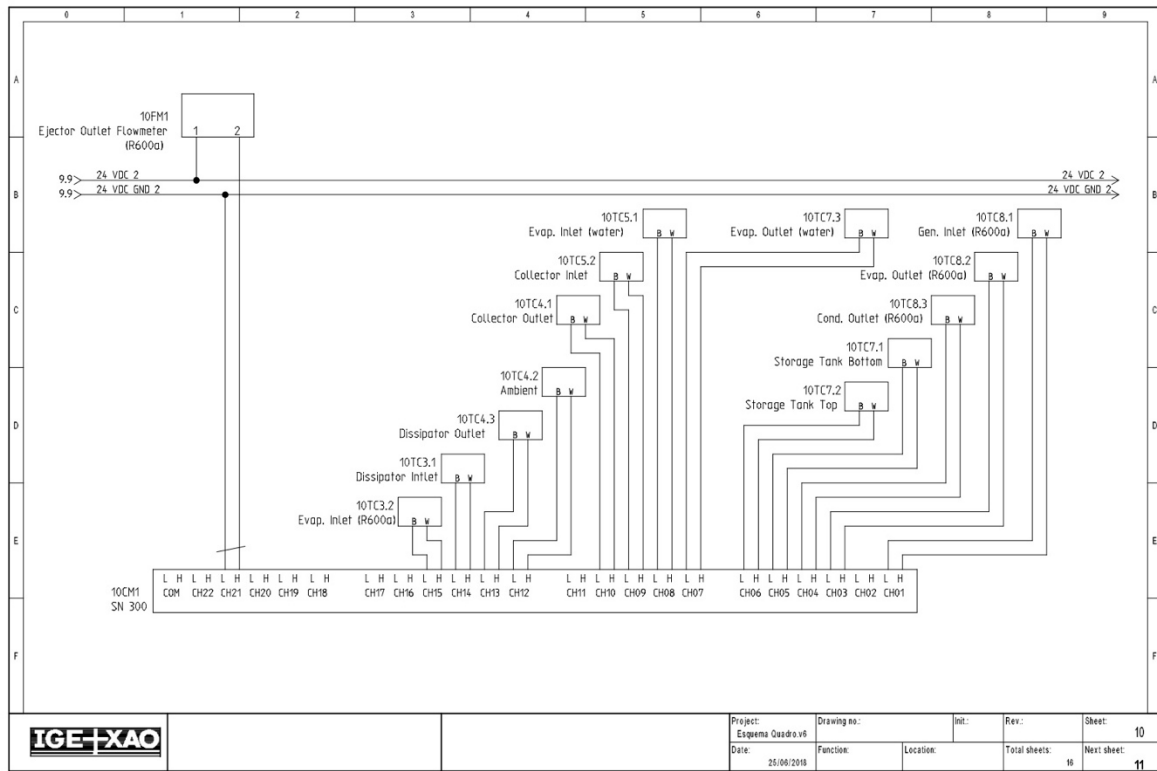 0 1 2 3 4 5 6 7 8 9
A A
10FM1
Ejector Outlet Flowmeter
(R600a)
1 2
9.9 24 VDC 2 24 VDC 2
9.9 24 VDC GND 2 24 VDC GND 2
B B
10TC5.1
Evap. Inlet (water)
B W
10TC7.3
Evap. Outlet (water)
B W
10TC8.1
Gen. Inlet (R600a)
B W
10TC5.2
Collector Inlet
B W
10TC8.2
Evap. Outlet (R600a)
B W
C C
10TC4.1
Collector Outlet
B W
10TC8.3
Cond. Outlet (R600a)
B W
10TC7.1
Storage Tank Bottom
B W
10TC4.2
Ambient
B W
10TC7.2
Storage Tank Top
B W
D D
10TC4.3
Dissipator Outlet
B W
10TC3.1
Dissipator Intlet
B W
10TC3.2
Evap. Inlet (R600a)
B W
E E
10CM1
SN 300
L H L H L H L H L H L H L H L H L H L H L H L H L H L H L H L H L H L H L H L H L H L H L H
COM CH22 CH21 CH20 CH19 CH18 CH17 CH16 CH15 CH14 CH13 CH12 CH11 CH10 CH09 CH08 CH07 CH06 CH05 CH04 CH03 CH02 CH01
F F
IGE+XAO
Project: Drawing no.: Init.: Rev.: Sheet:
Esquema Quadro.v6 10
Date: Function: Location: Total sheets: Next sheet:
25/06/2018 16 11